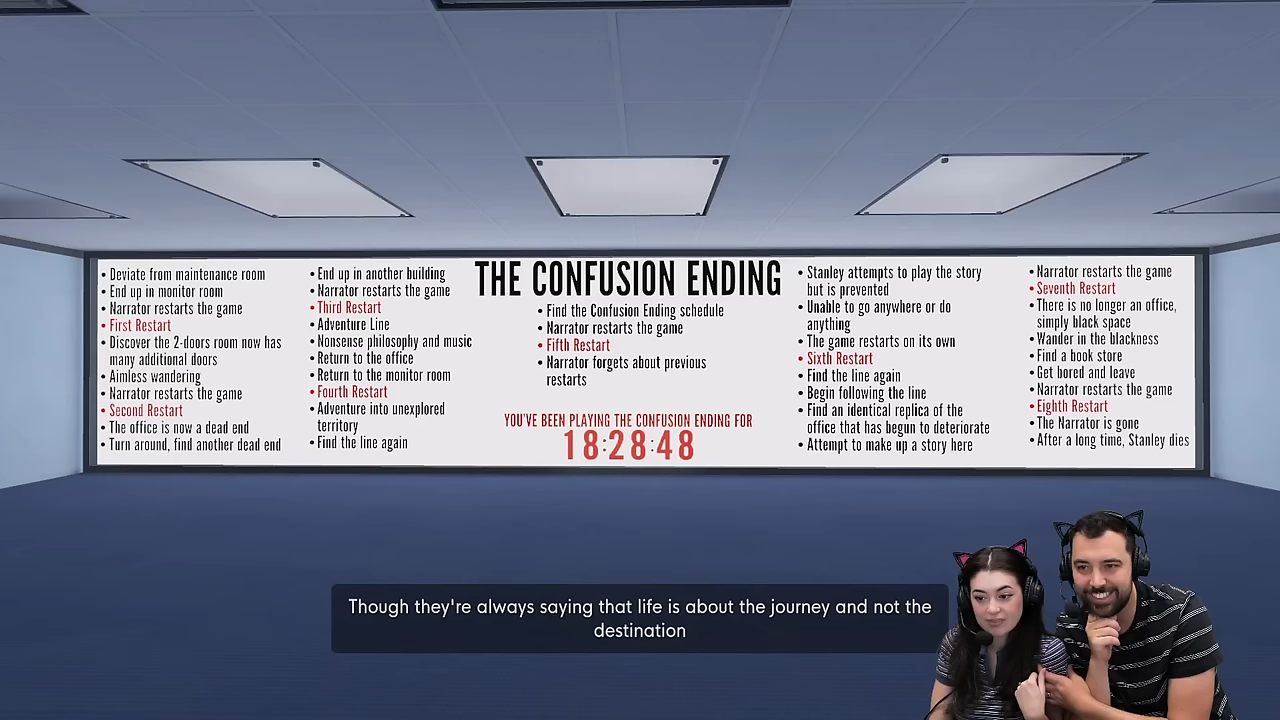 • Deviate from maintenance room
• End up in monitor room
• Narrator restarts the game
• First Restart
• Discover the 2-doors room now has
many additional doors
• Aimless wandering
• Narrator restarts the game
• Second Restart
• The office is now a dead end
• Turn around, find another dead end
• End up in another building
• Narrator restarts the game
• Third Restart
• Adventure Line
• Nonsense philosophy and music
• Return to the office
• Return to the monitor room
• Fourth Restart
• Adventure into unexplored
territory
• Find the line again
THE CONFUSION ENDING
• Find the Confusion Ending schedule
• Narrator restarts the game
• Fifth Restart
• Narrator forgets about previous
restarts
YOU'VE BEEN PLAYING THE CONFUSION ENDING FOR
18:28:48
• Stanley attempts to play the story
but is prevented
• Unable to go anywhere or do
anything
• The game restarts on its own
• Sixth Restart
• Find the line again
• Begin following the line
• Find an identical replica of the
office that has begun to deteriorate
• Attempt to make up a story here
• Narrator restarts the game
• Seventh Restart
• There is no longer an office,
simply black space
• Wander in the blackness
• Find a book store
• Get bored and leave
• Narrator restarts the game
• Eighth Restart
• The Narrator is gone
• After a long time, Stanley dies
Though they're always saying that life is about the journey and not the
destination